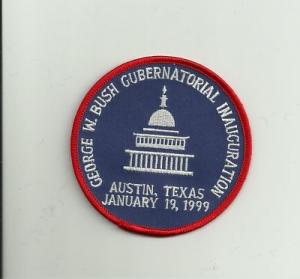 GEORGE W. BUSH GUBERNATORIAL INAUGURATION
AUSTIN, TEXAS
JANUARY 19, 1999